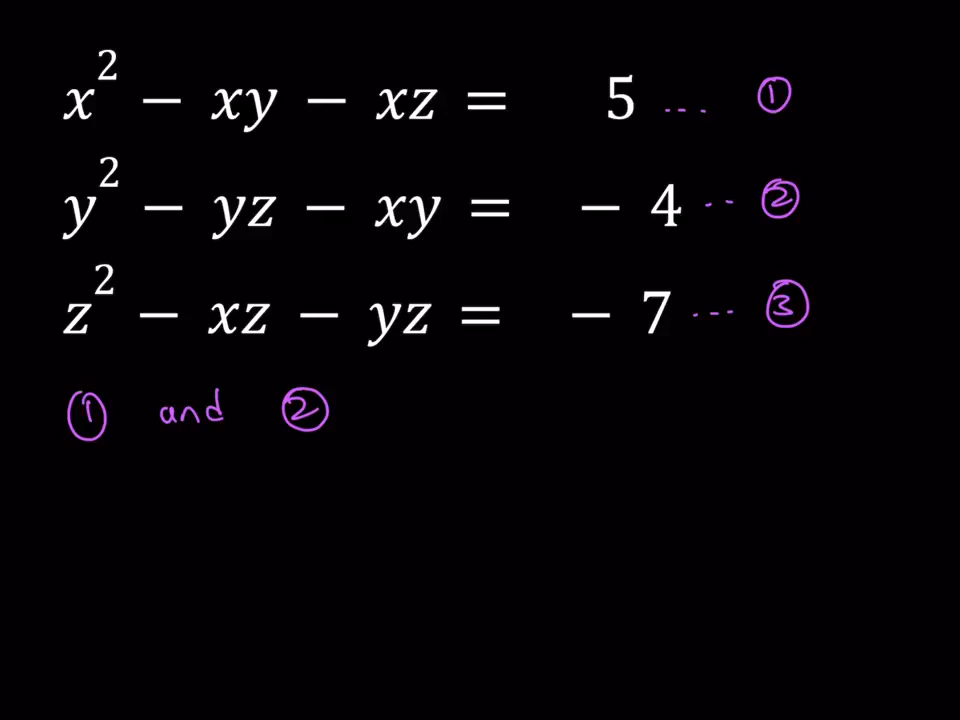 x² − xy − xz = 5 ... ①
y² − yz − xy = − 4 ... ②
z² − xz − yz = − 7 ... ③
① and ②